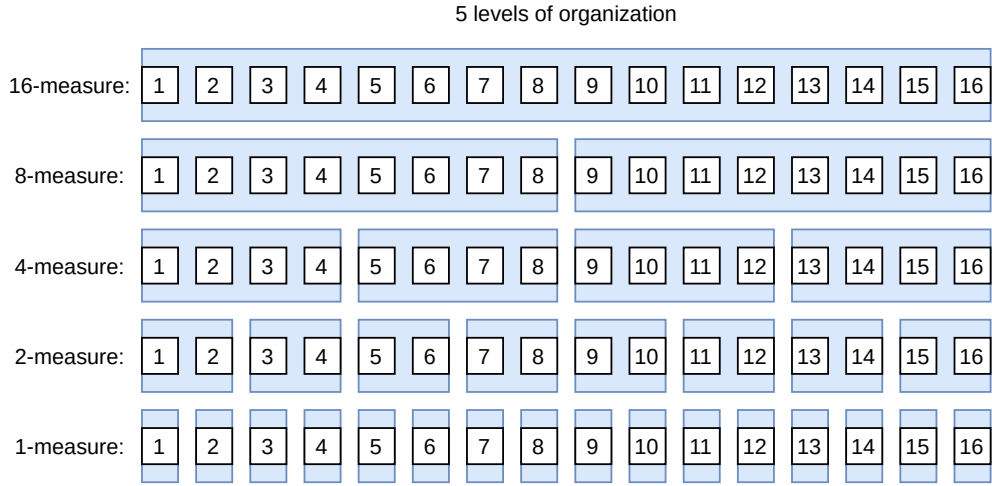 5 levels of organization
16-measure: 1 2 3 4 5 6 7 8 9 10 11 12 13 14 15 16
8-measure: 1 2 3 4 5 6 7 8 9 10 11 12 13 14 15 16
4-measure: 1 2 3 4 5 6 7 8 9 10 11 12 13 14 15 16
2-measure: 1 2 3 4 5 6 7 8 9 10 11 12 13 14 15 16
1-measure: 1 2 3 4 5 6 7 8 9 10 11 12 13 14 15 16